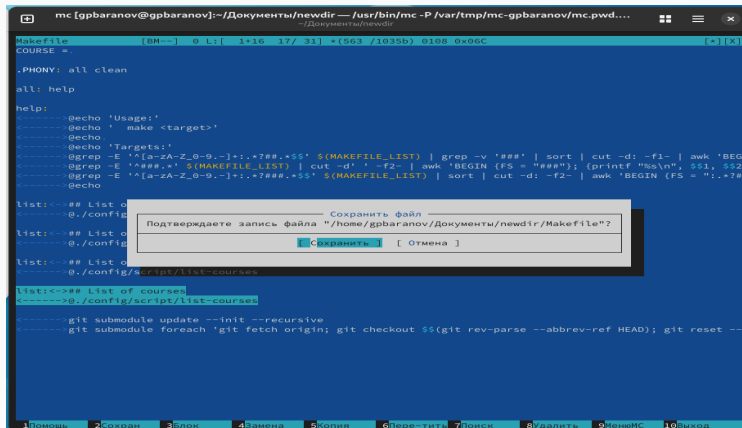 mc [gpbaranov@gpbaranov]:~/Документы/newdir — /usr/bin/mc -P /var/tmp/mc-gpbaranov/mc.pwd....
~/Документы/newdir
Makefile [BM--] 0 L:[ 1+16 17/ 31] *(563 /1035b) 0108 0x06C [*][X]
COURSE =.
.PHONY: all clean
all: help
help:
<------>@echo 'Usage:'
<------>@echo ' make <target>'
<------>@echo
<------>@echo 'Targets:'
<------>@grep -E '^[a-zA-Z_0-9.-]+:.*?##.*$$' $(MAKEFILE_LIST) | grep -v '###' | sort | cut -d: -f1- | awk 'BEG
<------>@grep -E '^###.*' $(MAKEFILE_LIST) | cut -d' ' -f2- | awk 'BEGIN {FS = "###"}; {printf "%s\n", $$1, $$2
<------>@grep -E '^[a-zA-Z_0-9.-]+:.*?###.*$$' $(MAKEFILE_LIST) | sort | cut -d: -f2- | awk 'BEGIN {FS = ":.*?#
<------>@echo
list:<->## List o
<------>@./config
Сохранить файл
Подтверждаете запись файла "/home/gpbaranov/Документы/newdir/Makefile"?
list:<->## List o
<------>@./config
[ Сохранить ] [ Отмена ]
list:<->## List o
<------>@./config/script/list-courses
list:<->## List of courses
<------>@./config/script/list-courses
<------>git submodule update --init --recursive
<------>git submodule foreach 'git fetch origin; git checkout $$(git rev-parse --abbrev-ref HEAD); git reset --
1Помощь 2Сохран 3Блок 4Замена 5Копия 6Пере~тить 7Поиск 8Удалить 9МенюMC 10Выход